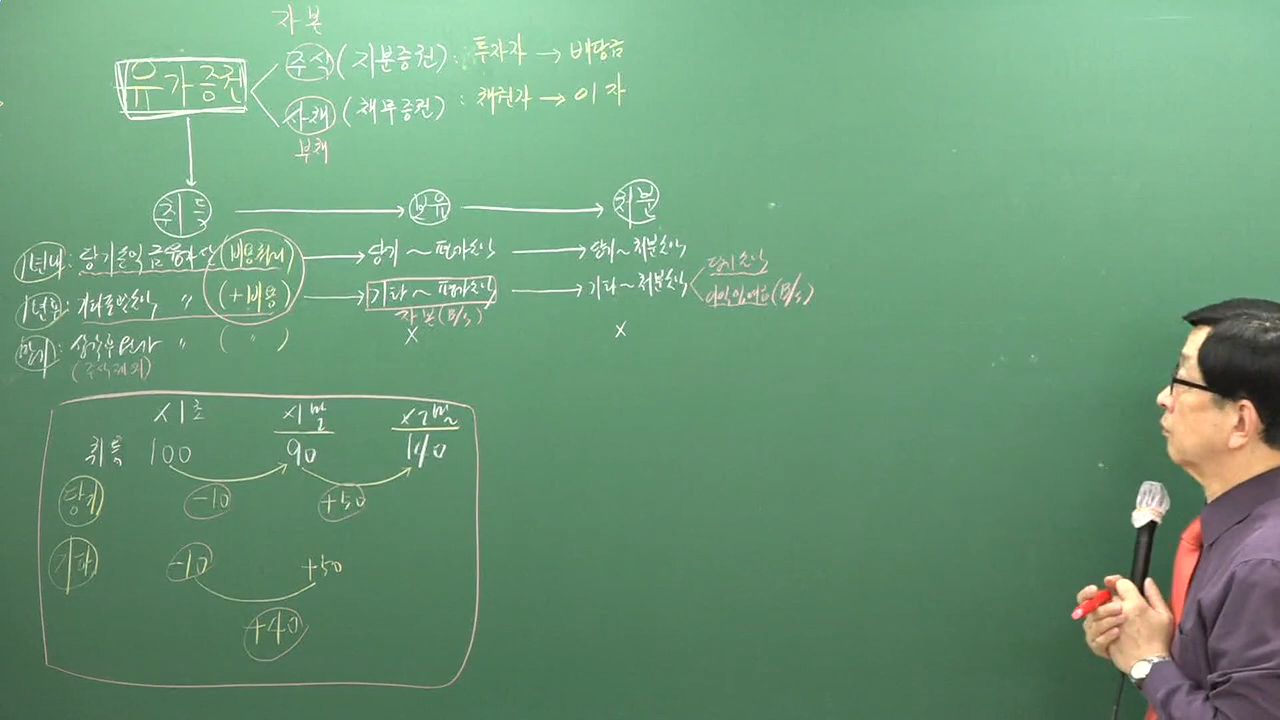 자본
유가증권
주식 (지분증권) : 투자자 → 배당금
사채 (채무증권) : 채권자 → 이자
부채
취득 → 보유 → 처분
1년내 : 당기손익 금융자산 (비용처리) → 당기~평가손익 → 당기~처분손익
1년후 : 기타포괄손익 〃 (+비용) → 기타~평가손익 → 기타~처분손익
당기손익
이익잉여금 (B/s)
자본 (B/s)
만기 : 상각후원가 〃 ( 〃 ) X X
(주식제외)
X1초 X1말 X2말
취득 100 90 140
당기 -10 +50
기타 -10 +50
+40